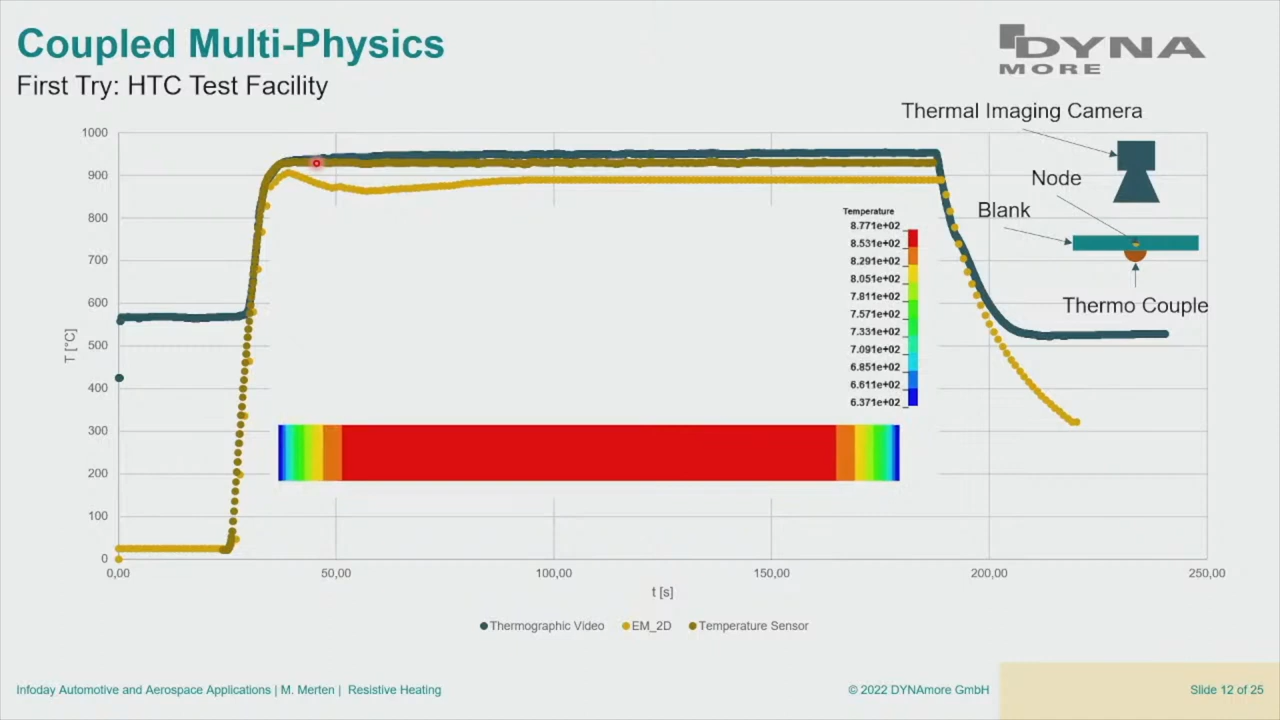 Coupled Multi-Physics
First Try: HTC Test Facility
DYNA
MORE
Thermal Imaging Camera
Node
Blank
Thermo Couple
1000
900
800
700
600
500
400
300
200
100
0
T [°C]
0,00
50,00
100,00
150,00
200,00
250,00
t [s]
Temperature
8.771e+02
8.531e+02
8.291e+02
8.051e+02
7.811e+02
7.571e+02
7.331e+02
7.091e+02
6.851e+02
6.611e+02
6.371e+02
Thermographic Video
EM_2D
Temperature Sensor
Infoday Automotive and Aerospace Applications | M. Merten | Resistive Heating
© 2022 DYNAmore GmbH
Slide 12 of 25